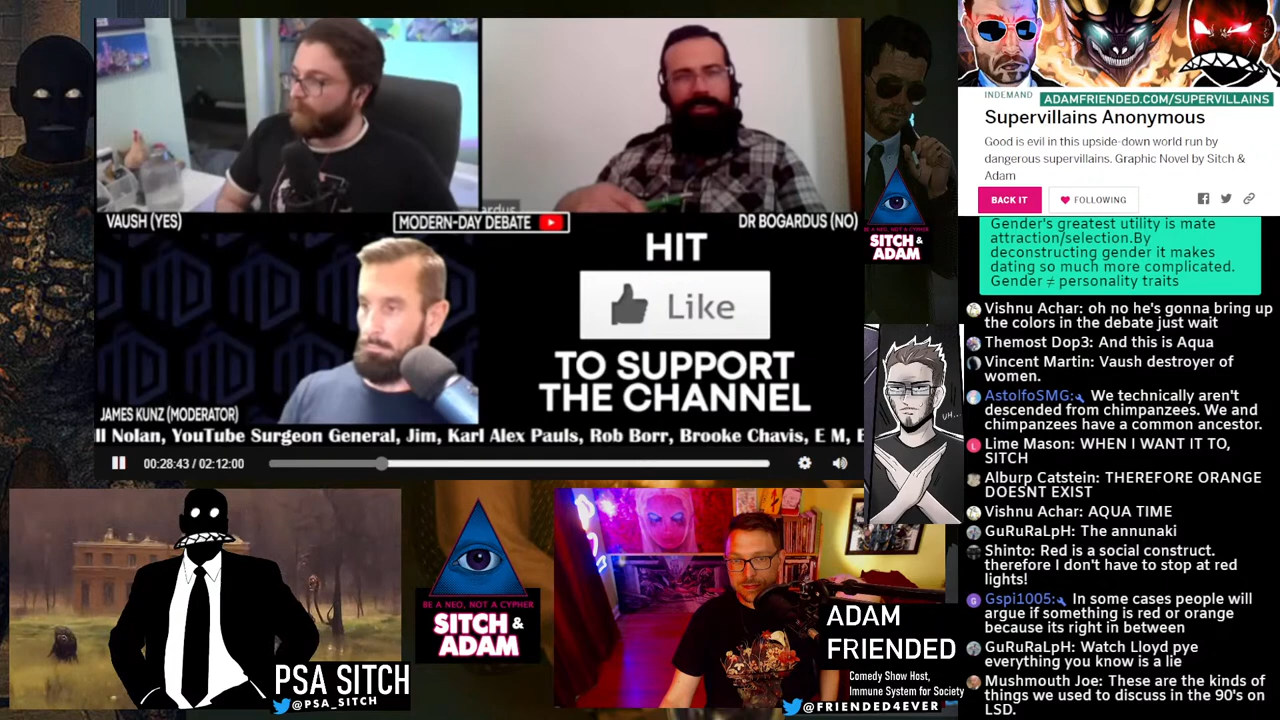 VAUSH (YES)
MODERN-DAY DEBATE
DR BOGARDUS (NO)
HIT
Like
TO SUPPORT
THE CHANNEL
JAMES KUNZ (MODERATOR)
ll Nolan, YouTube Surgeon General, Jim, Karl Alex Pauls, Rob Borr, Brooke Chavis, E M, E
00:28:43 / 02:12:00
BE A NEO, NOT A CYPHER
SITCH &
ADAM
UH...
PSA SITCH
@PSA_SITCH
BE A NEO, NOT A CYPHER
SITCH &
ADAM
ADAM
FRIENDED
Comedy Show Host,
Immune System for Society
@FRIENDED4EVER
INDEMAND
ADAMFRIENDED.COM/SUPERVILLAINS
Supervillains Anonymous
Good is evil in this upside-down world run by
dangerous supervillains. Graphic Novel by Sitch &
Adam
BACK IT
FOLLOWING
Gender's greatest utility is mate
attraction/selection.By
deconstructing gender it makes
dating so much more complicated.
Gender ≠ personality traits
Vishnu Achar: oh no he's gonna bring up
the colors in the debate just wait
Themost Dop3: And this is Aqua
Vincent Martin: Vaush destroyer of
women.
AstolfoSMG: We technically aren't
descended from chimpanzees. We and
chimpanzees have a common ancestor.
Lime Mason: WHEN I WANT IT TO,
SITCH
Alburp Catstein: THEREFORE ORANGE
DOESNT EXIST
Vishnu Achar: AQUA TIME
GuRuRaLpH: The annunaki
Shinto: Red is a social construct.
therefore I don't have to stop at red
lights!
Gspi1005: In some cases people will
argue if something is red or orange
because its right in between
GuRuRaLpH: Watch Lloyd pye
everything you know is a lie
Mushmouth Joe: These are the kinds of
things we used to discuss in the 90's on
LSD.